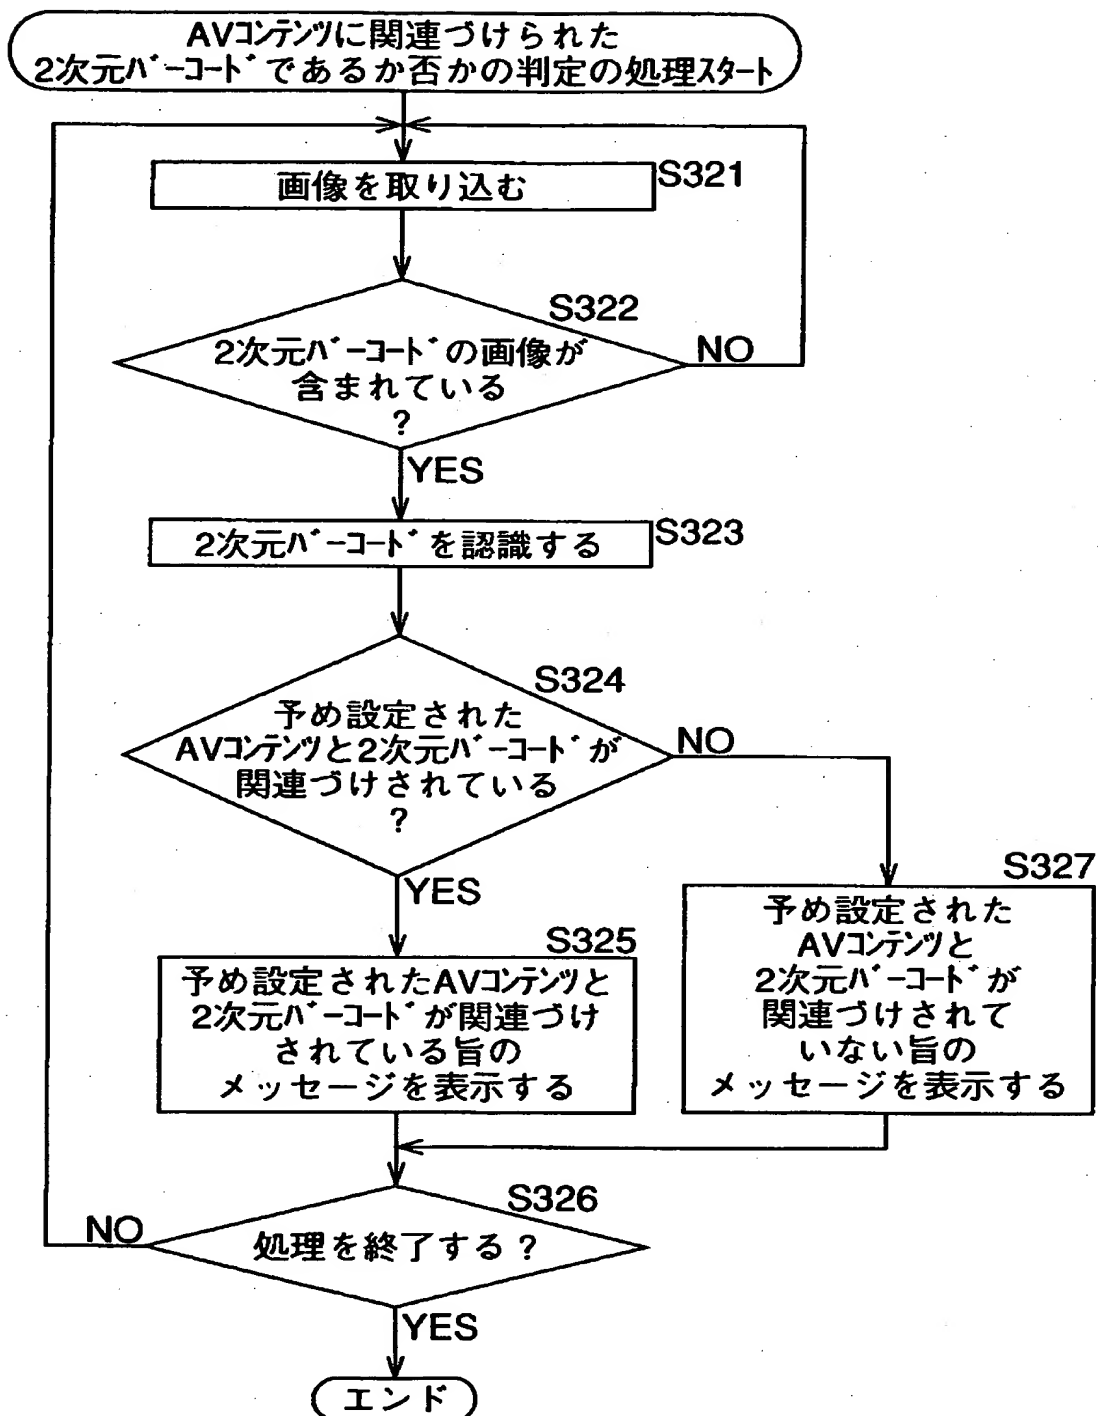 AVコンテンツに関連づけられた
2次元バーコードであるか否かの判定の処理スタート
画像を取り込む
S321
S322
2次元バーコードの画像が
含まれている
?
NO
YES
2次元バーコードを認識する
S323
S324
予め設定された
AVコンテンツと2次元バーコードが
関連づけされている
?
NO
YES
S327
予め設定された
AVコンテンツと
2次元バーコードが
関連づけされて
いない旨の
メッセージを表示する
S325
予め設定されたAVコンテンツと
2次元バーコードが関連づけ
されている旨の
メッセージを表示する
S326
処理を終了する?
NO
YES
エンド